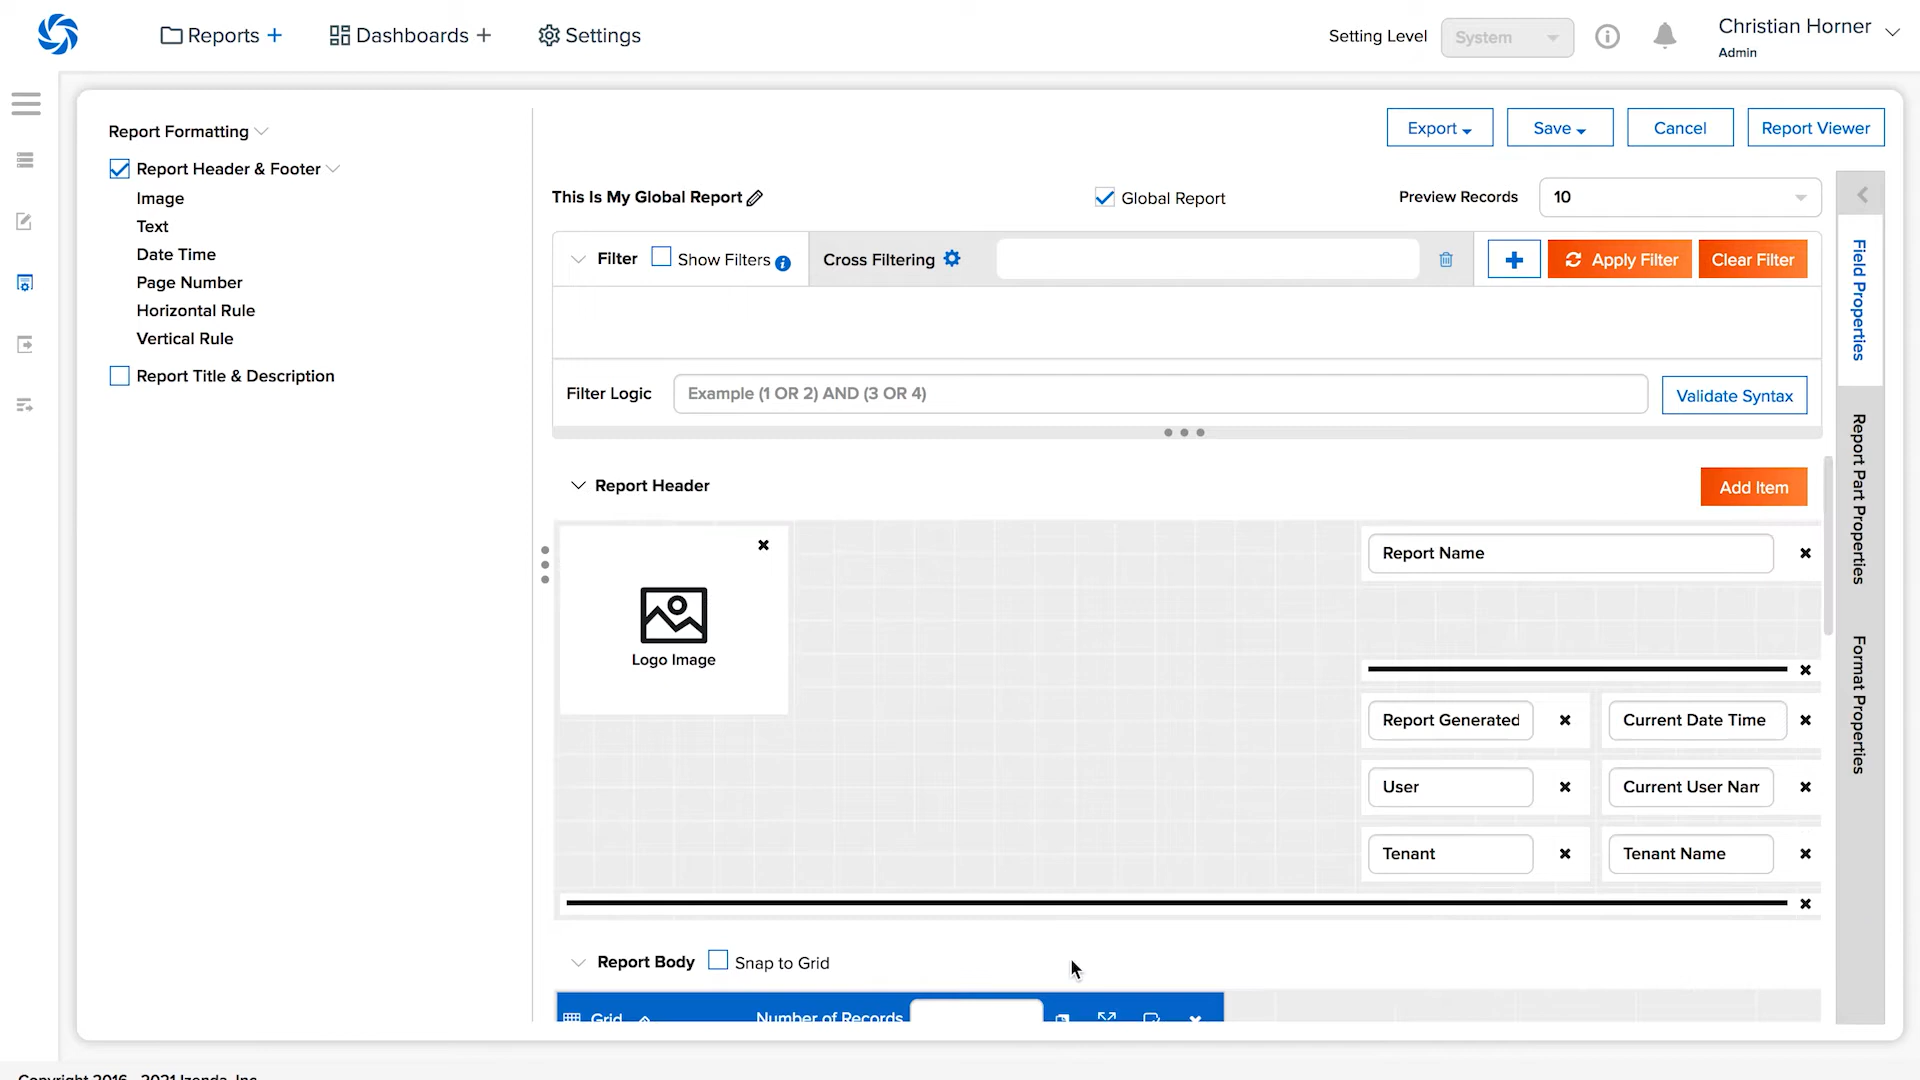 Reports +
Dashboards +
Settings
Setting Level
System
Christian Horner
Admin
Report Formatting
Report Header & Footer
Image
Text
Date Time
Page Number
Horizontal Rule
Vertical Rule
Report Title & Description
Export
Save
Cancel
Report Viewer
This Is My Global Report
Global Report
Preview Records
10
Filter
Show Filters
Cross Filtering
Apply Filter
Clear Filter
Filter Logic
Example (1 OR 2) AND (3 OR 4)
Validate Syntax
Field Properties
Report Part Properties
Format Properties
Report Header
Add Item
Logo Image
Report Name
Report Generated
Current Date Time
User
Current User Nam
Tenant
Tenant Name
Report Body
Snap to Grid
Grid
Number of Records
Copyright 2016 - 2021 Izenda, Inc